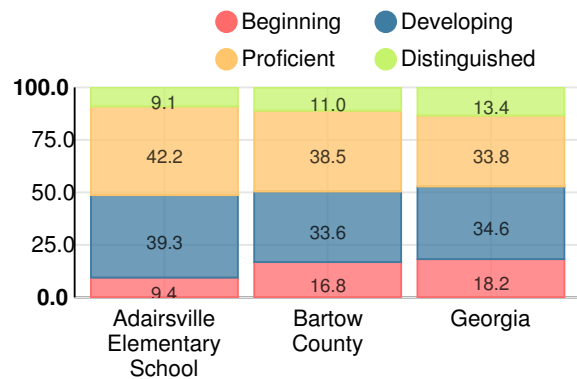 Beginning
Developing
Proficient
Distinguished
100.0
75.0
50.0
25.0
0.0
9.1
42.2
39.3
9.4
11.0
38.5
33.6
16.8
13.4
33.8
34.6
18.2
Adairsville
Elementary
School
Bartow
County
Georgia